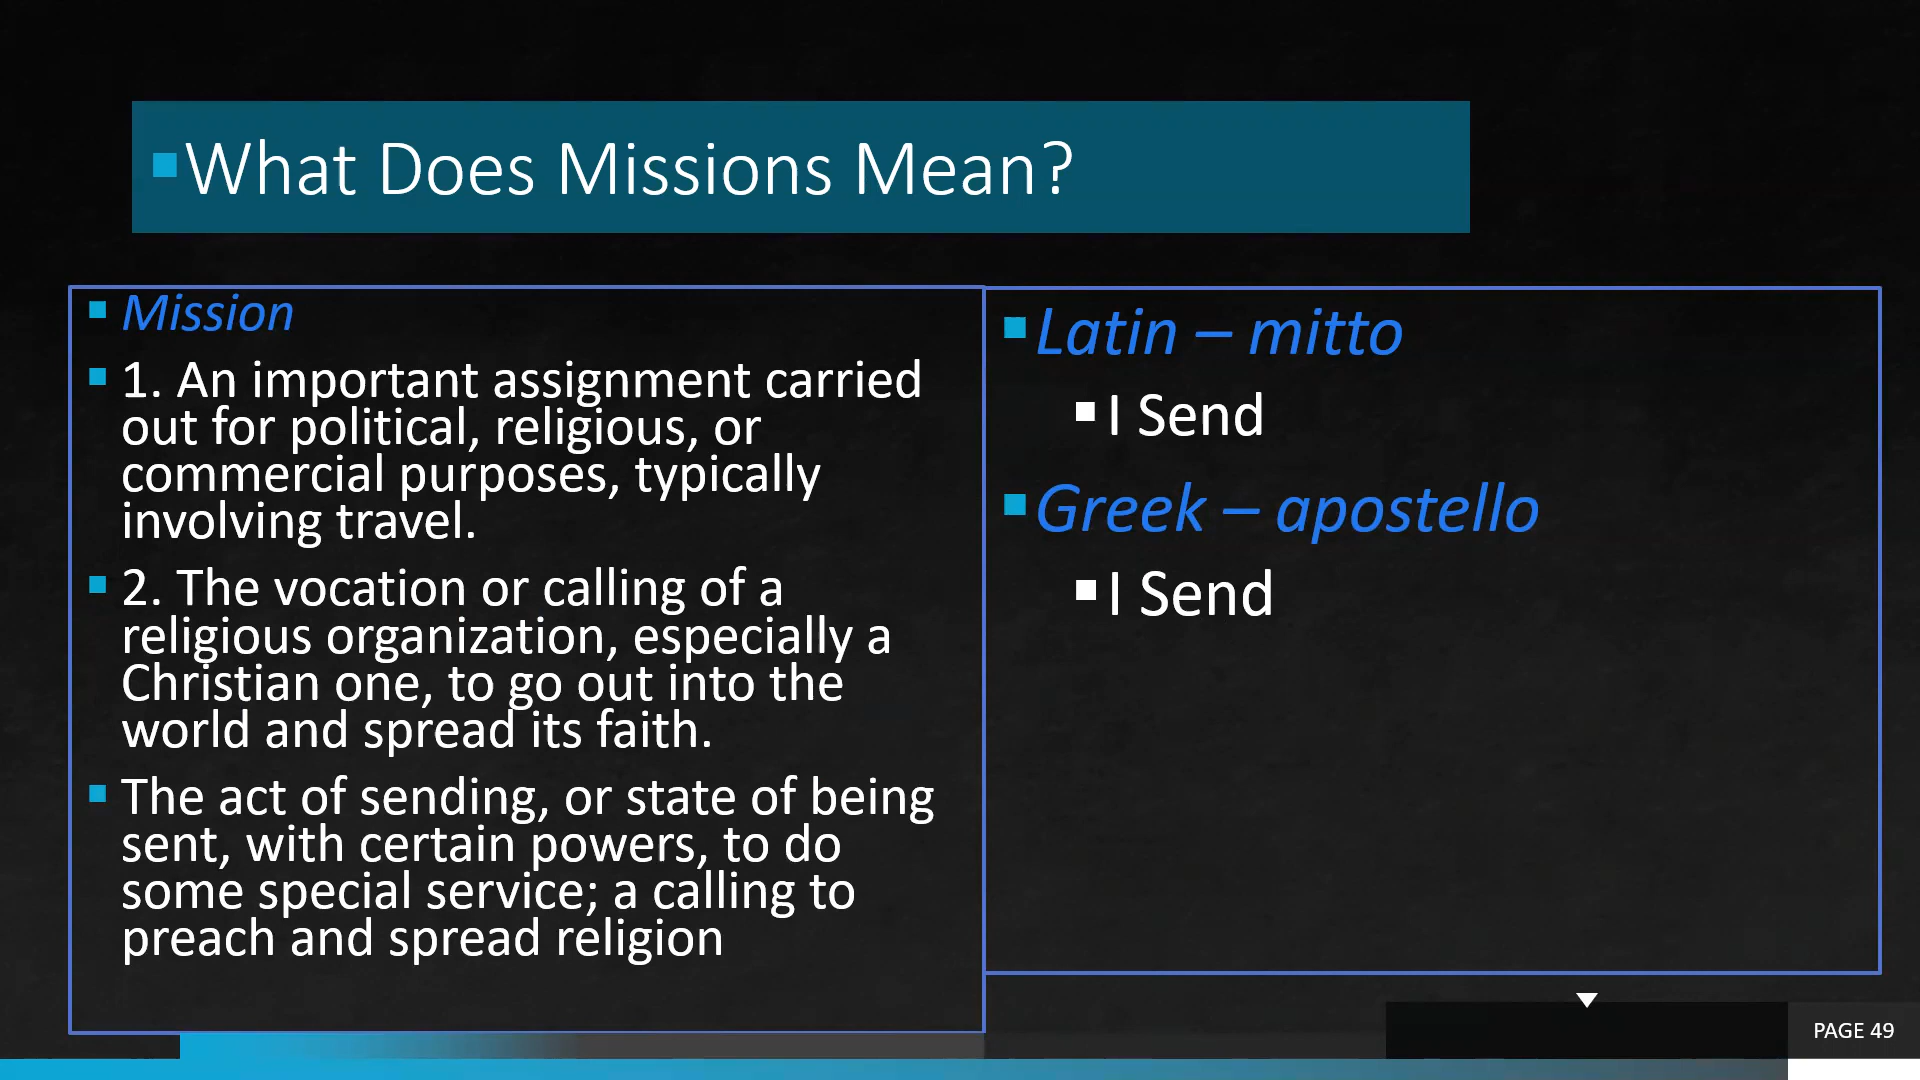 What Does Missions Mean?
Mission
1. An important assignment carried
out for political, religious, or
commercial purposes, typically
involving travel.
2. The vocation or calling of a
religious organization, especially a
Christian one, to go out into the
world and spread its faith.
The act of sending, or state of being
sent, with certain powers, to do
some special service; a calling to
preach and spread religion
Latin – mitto
I Send
Greek – apostello
I Send
PAGE 49